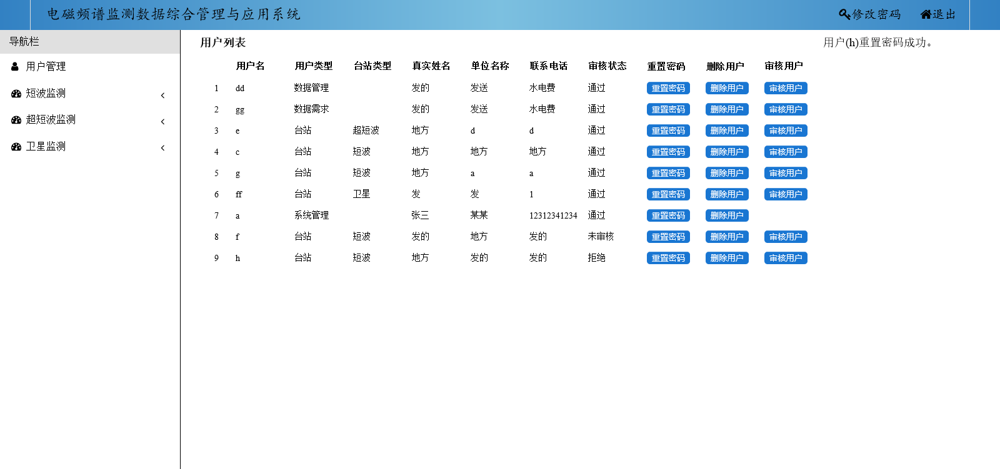 电磁频谱监测数据综合管理与应用系统 修改密码 退出
导航栏
用户管理
短波监测
超短波监测
卫星监测
用户列表 用户(h)重置密码成功。
用户名 用户类型 台站类型 真实姓名 单位名称 联系电话 审核状态 重置密码 删除用户 审核用户
1 dd 数据管理 发的 发送 水电费 通过 重置密码 删除用户 审核用户
2 gg 数据需求 发的 发送 水电费 通过 重置密码 删除用户 审核用户
3 e 台站 超短波 地方 d d 通过 重置密码 删除用户 审核用户
4 c 台站 短波 地方 地方 地方 通过 重置密码 删除用户 审核用户
5 g 台站 短波 地方 a a 通过 重置密码 删除用户 审核用户
6 ff 台站 卫星 发 发 1 通过 重置密码 删除用户 审核用户
7 a 系统管理 张三 某某 12312341234 通过 重置密码 删除用户
8 f 台站 短波 发的 地方 发的 未审核 重置密码 删除用户 审核用户
9 h 台站 短波 地方 发的 发的 拒绝 重置密码 删除用户 审核用户